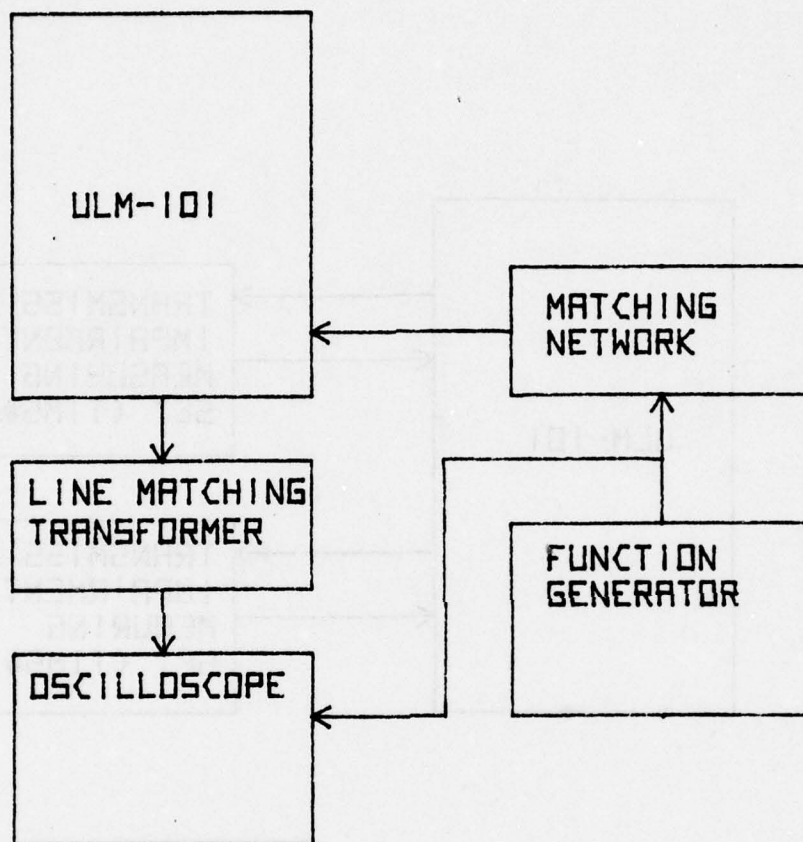 ULM-101
MATCHING
NETWORK
LINE MATCHING
TRANSFORMER
FUNCTION
GENERATOR
OSCILLOSCOPE